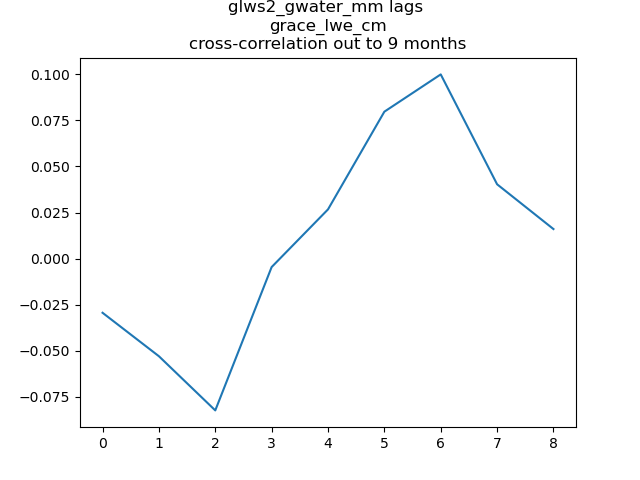 glws2_gwater_mm lags
grace_lwe_cm
cross-correlation out to 9 months
0.100
0.075
0.050
0.025
0.000
−0.025
−0.050
−0.075
0 1 2 3 4 5 6 7 8